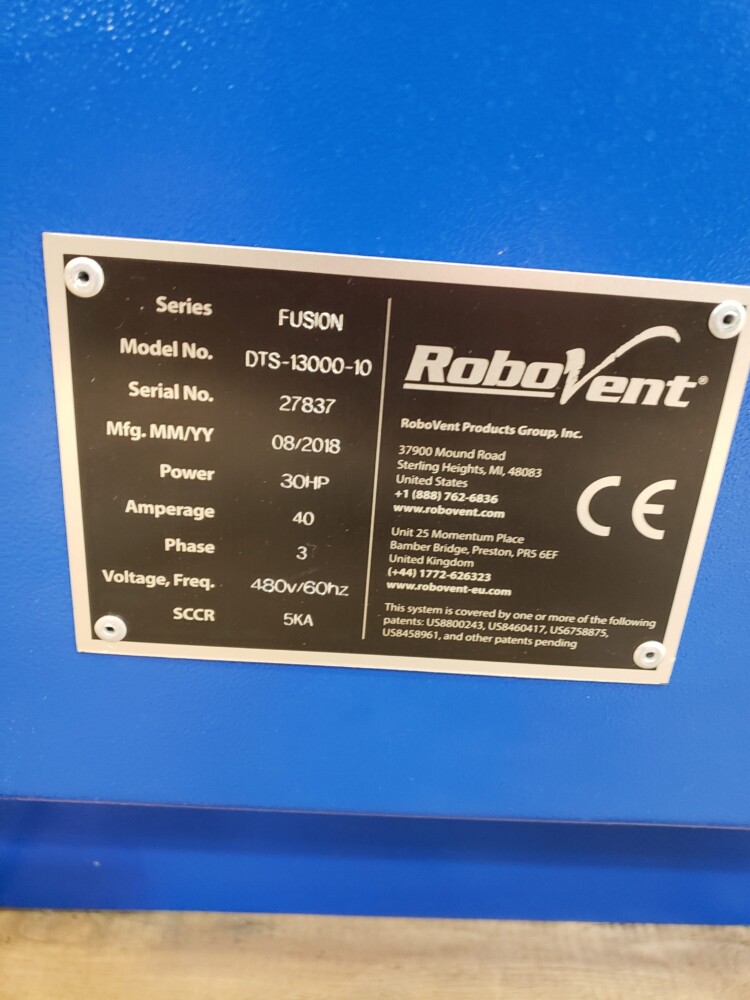 Series FUSION
Model No. DTS-13000-10
Serial No. 27837
Mfg. MM/YY 08/2018
Power 30HP
Amperage 40
Phase 3
Voltage, Freq. 480v/60hz
SCCR 5KA
RoboVent®
RoboVent Products Group, Inc.
37900 Mound Road
Sterling Heights, MI, 48083
United States
+1 (888) 762-6836
www.robovent.com
CE
Unit 25 Momentum Place
Bamber Bridge, Preston, PR5 6EF
United Kingdom
(+44) 1772-626323
www.robovent-eu.com
This system is covered by one or more of the following
patents: US8800243, US8460417, US6758875,
US8458961, and other patents pending